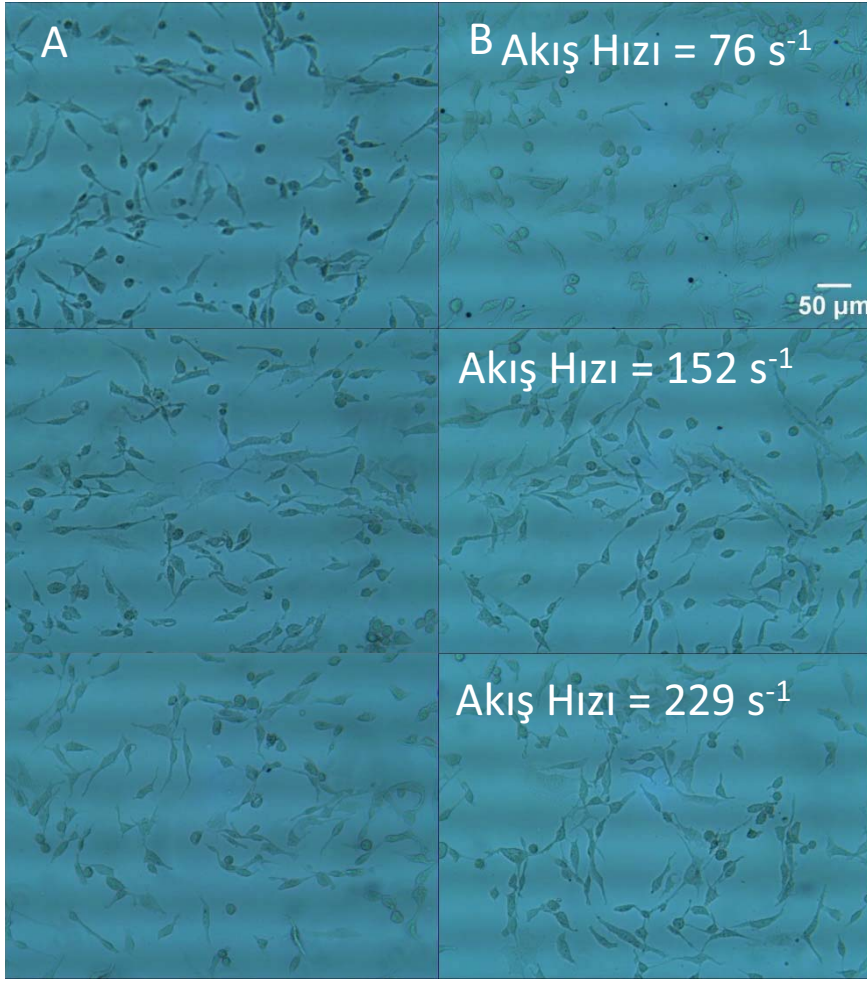 A
B Akış Hızı = 76 s⁻¹
50 µm
Akış Hızı = 152 s⁻¹
Akış Hızı = 229 s⁻¹